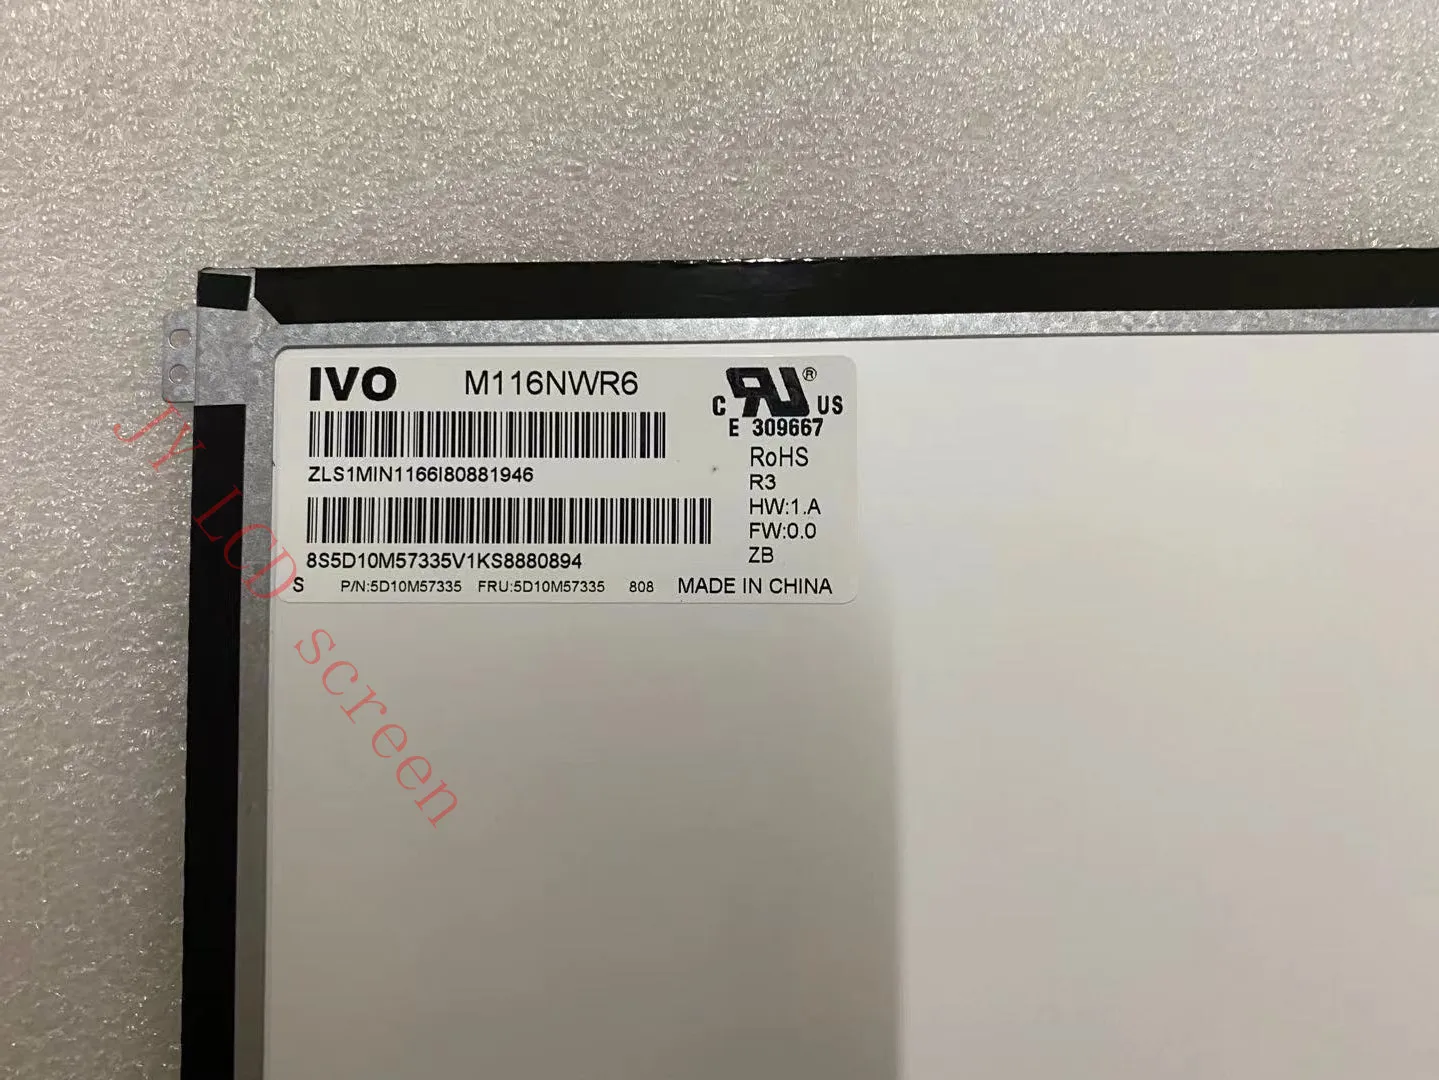 IVO M116NWR6
C RU ® US
E 309667
ZLS1MIN1166I80881946
RoHS
R3
HW:1.A
FW:0.0
ZB
8S5D10M57335V1KS8880894
S P/N:5D10M57335 FRU:5D10M57335 808 MADE IN CHINA
JY LCD screen